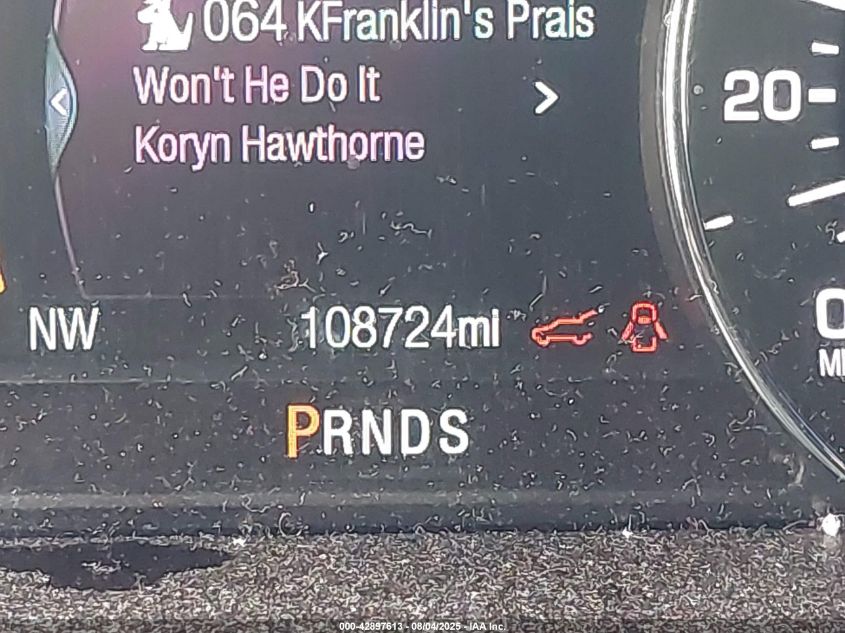 064 KFranklin's Prais
Won't He Do It
Koryn Hawthorne
20
NW
108724mi
0
PRNDS
000-42897613 - 08/04/2025 - IAA Inc.